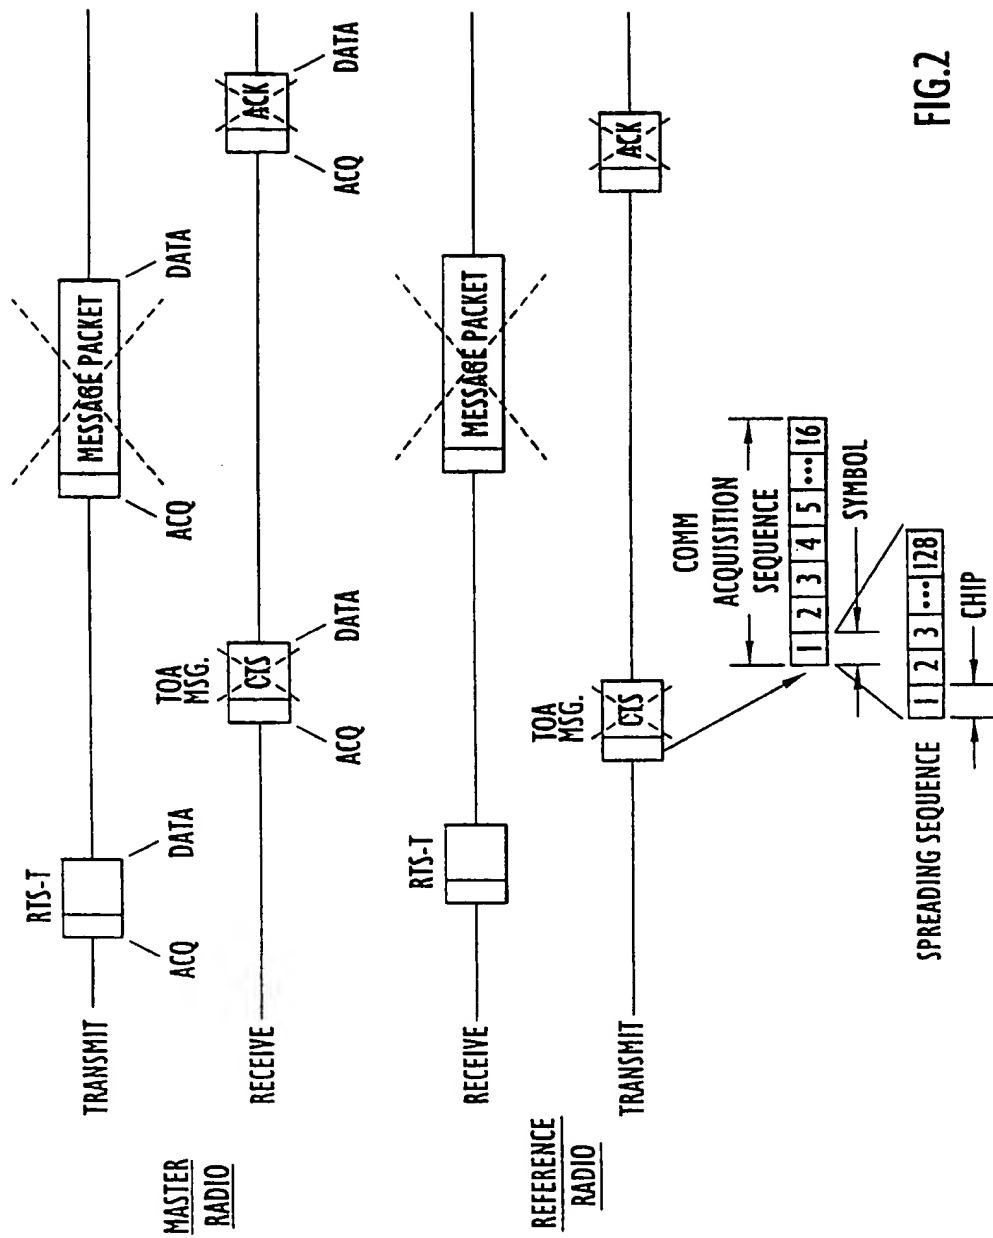 MASTER
RADIO
TRANSMIT
RTS-T
ACQ
DATA
MESSAGE PACKET
ACQ
DATA
RECEIVE
TOA
MSG.
CTS
ACQ
DATA
ACK
ACQ
DATA
REFERENCE
RADIO
RECEIVE
RTS-T
MESSAGE PACKET
TRANSMIT
TOA
MSG.
CTS
ACK
COMM
ACQUISITION
SEQUENCE
1 2 3 4 5 ••• 16
SYMBOL
1 2 3 ••• 128
SPREADING SEQUENCE
CHIP
FIG.2